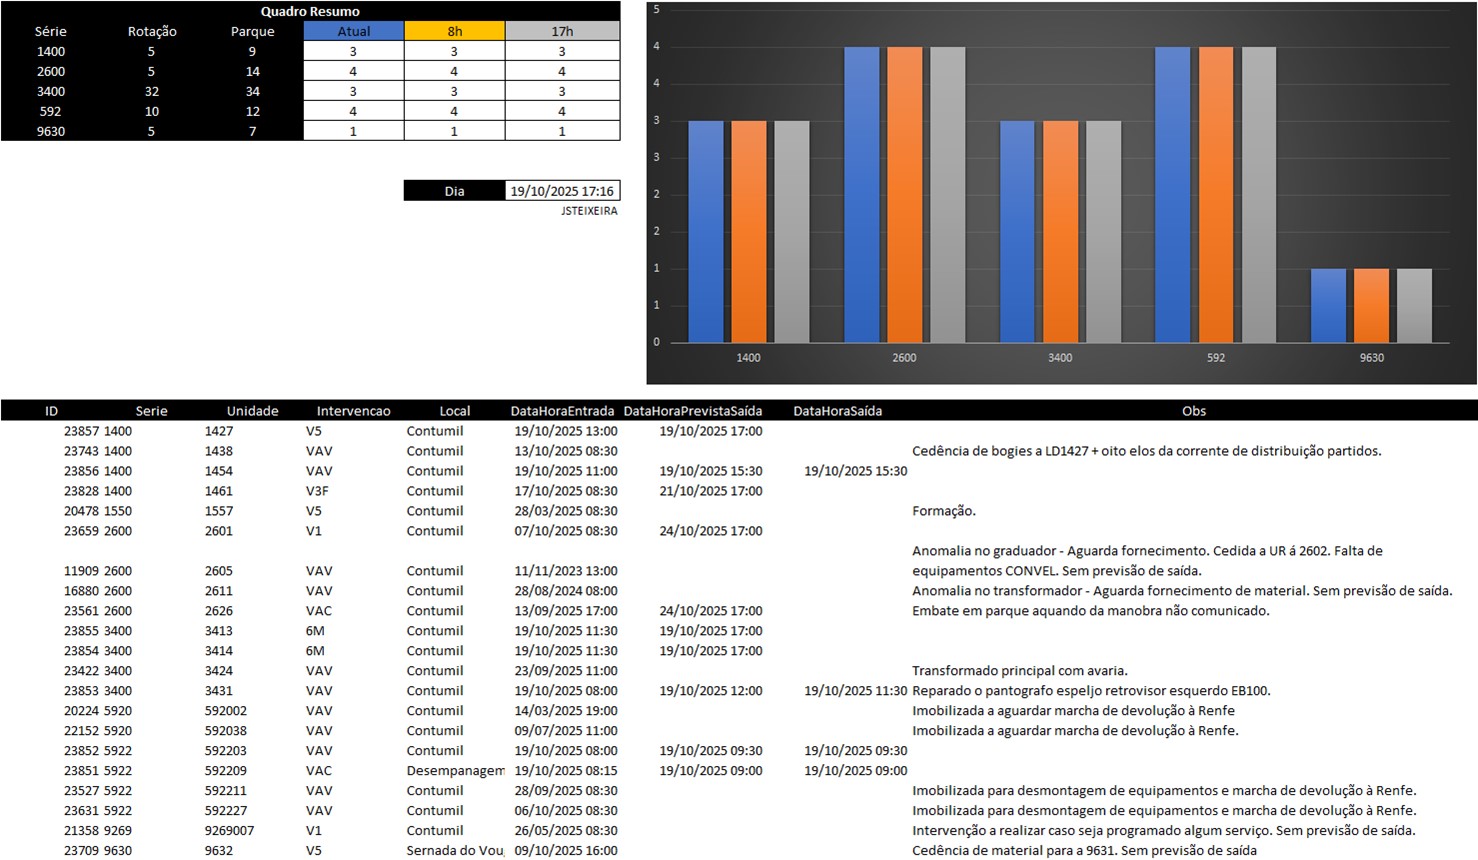 Quadro Resumo
Série Rotação Parque Atual 8h 17h
1400 5 9 3 3 3
2600 5 14 4 4 4
3400 32 34 3 3 3
592 10 12 4 4 4
9630 5 7 1 1 1
Dia 19/10/2025 17:16
JSTEIXEIRA
5
4
4
3
3
2
2
1
1
0
1400 2600 3400 592 9630
ID Serie Unidade Intervencao Local DataHoraEntrada DataHoraPrevistaSaída DataHoraSaída Obs
23857 1400 1427 V5 Contumil 19/10/2025 13:00 19/10/2025 17:00
23743 1400 1438 VAV Contumil 13/10/2025 08:30 Cedência de bogies a LD1427 + oito elos da corrente de distribuição partidos.
23856 1400 1454 VAV Contumil 19/10/2025 11:00 19/10/2025 15:30 19/10/2025 15:30
23828 1400 1461 V3F Contumil 17/10/2025 08:30 21/10/2025 17:00
20478 1550 1557 V5 Contumil 28/03/2025 08:30 Formação.
23659 2600 2601 V1 Contumil 07/10/2025 08:30 24/10/2025 17:00
Anomalia no graduador - Aguarda fornecimento. Cedida a UR á 2602. Falta de
11909 2600 2605 VAV Contumil 11/11/2023 13:00 equipamentos CONVEL. Sem previsão de saída.
16880 2600 2611 VAV Contumil 28/08/2024 08:00 Anomalia no transformador - Aguarda fornecimento de material. Sem previsão de saída.
23561 2600 2626 VAC Contumil 13/09/2025 17:00 24/10/2025 17:00 Embate em parque aquando da manobra não comunicado.
23855 3400 3413 6M Contumil 19/10/2025 11:30 19/10/2025 17:00
23854 3400 3414 6M Contumil 19/10/2025 11:30 19/10/2025 17:00
23422 3400 3424 VAV Contumil 23/09/2025 11:00 Transformado principal com avaria.
23853 3400 3431 VAV Contumil 19/10/2025 08:00 19/10/2025 12:00 19/10/2025 11:30 Reparado o pantografo espeljo retrovisor esquerdo EB100.
20224 5920 592002 VAV Contumil 14/03/2025 19:00 Imobilizada a aguardar marcha de devolução à Renfe
22152 5920 592038 VAV Contumil 09/07/2025 11:00 Imobilizada a aguardar marcha de devolução à Renfe.
23852 5922 592203 VAV Contumil 19/10/2025 08:00 19/10/2025 09:30 19/10/2025 09:30
23851 5922 592209 VAC Desempanagem 19/10/2025 08:15 19/10/2025 09:00 19/10/2025 09:00
23527 5922 592211 VAV Contumil 28/09/2025 08:30 Imobilizada para desmontagem de equipamentos e marcha de devolução à Renfe.
23631 5922 592227 VAV Contumil 06/10/2025 08:30 Imobilizada para desmontagem de equipamentos e marcha de devolução à Renfe.
21358 9269 9269007 V1 Contumil 26/05/2025 08:30 Intervenção a realizar caso seja programado algum serviço. Sem previsão de saída.
23709 9630 9632 V5 Sernada do Vou 09/10/2025 16:00 Cedência de material para a 9631. Sem previsão de saída